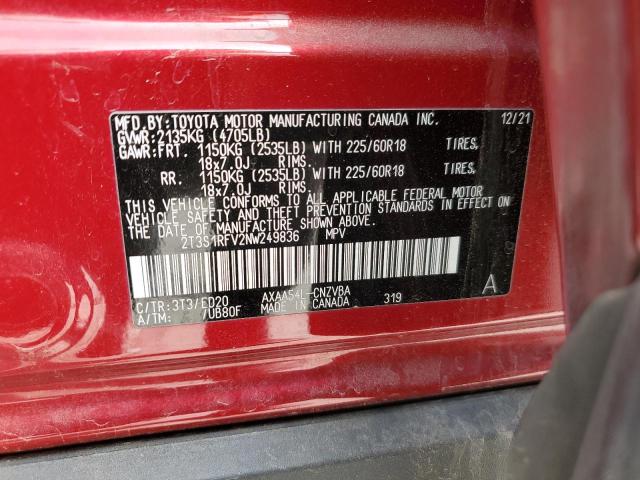 MFD.BY:TOYOTA MOTOR MANUFACTURING CANADA INC. 12/21
GVWR:2135KG (4705LB)
GAWR:FRT. 1150KG (2535LB) WITH 225/60R18 TIRES,
18x7.0J RIMS.
RR. 1150KG (2535LB) WITH 225/60R18 TIRES,
18x7.0J RIMS.
THIS VEHICLE CONFORMS TO ALL APPLICABLE FEDERAL MOTOR
VEHICLE SAFETY AND THEFT PREVENTION STANDARDS IN EFFECT
ON THE DATE OF MANUFACTURE SHOWN ABOVE.
2T3S1RFV2NW249836 MPV
C/TR:3T3/ED20 AXAA54L-CNZVBA 319 A
A/TM: 7UB80F MADE IN CANADA